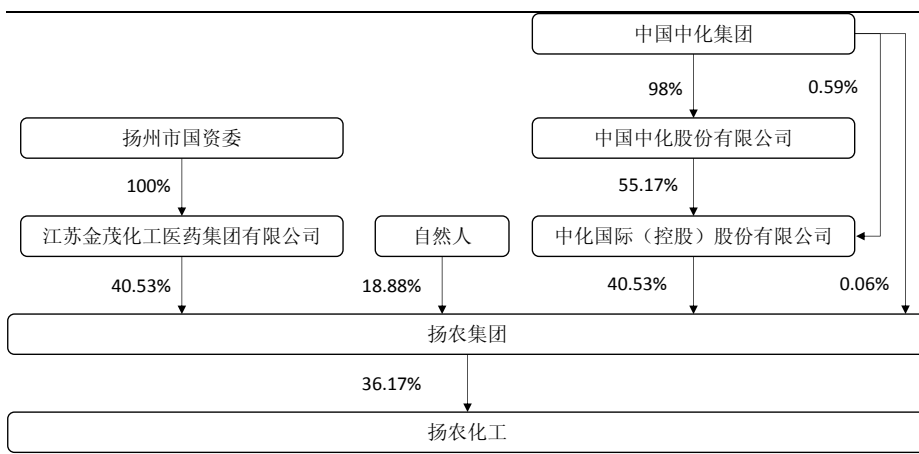 中国中化集团
98%
0.59%
扬州市国资委
中国中化股份有限公司
100%
55.17%
江苏金茂化工医药集团有限公司
自然人
中化国际（控股）股份有限公司
40.53%
18.88%
40.53%
0.06%
扬农集团
36.17%
扬农化工